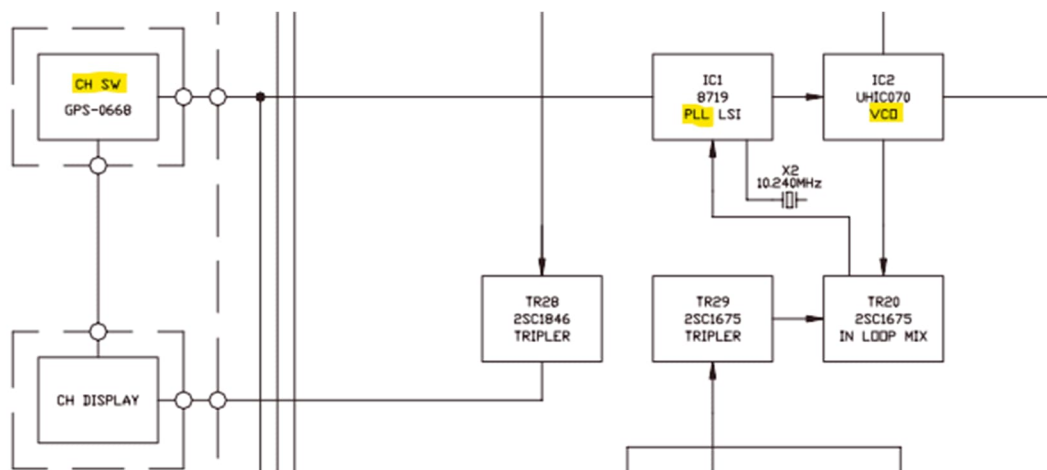 CH SW
GPS-0668
IC1
8719
PLL LSI
IC2
UHIC070
VCO
X2
10.240MHz
TR28
2SC1846
TRIPLER
TR29
2SC1675
TRIPLER
TR20
2SC1675
IN LOOP MIX
CH DISPLAY